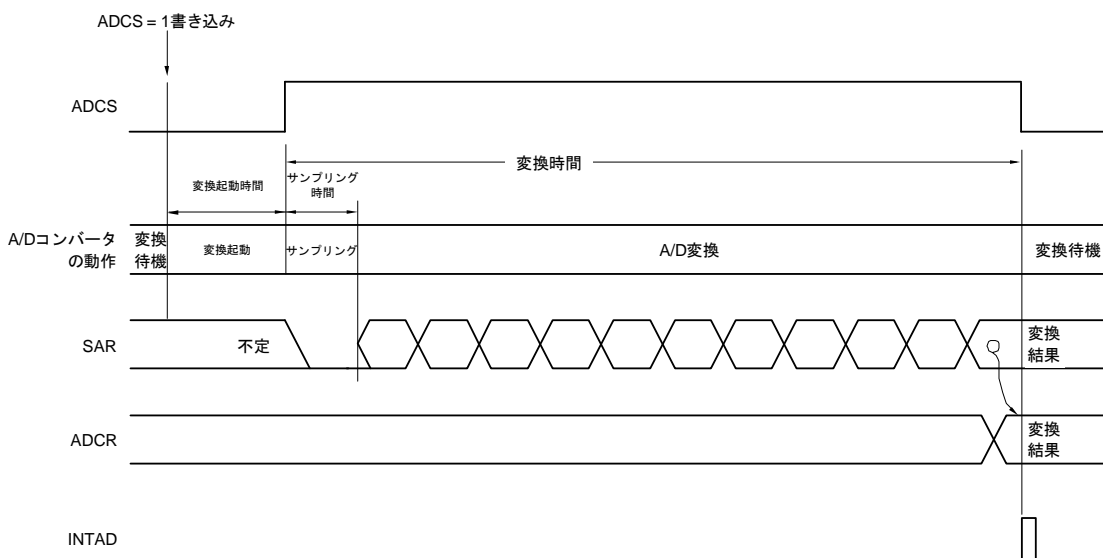 ADCS = 1書き込み
ADCS
変換時間
変換起動時間
サンプリング
時間
A/Dコンバータ
の動作
変換
待機
変換起動
サンプリング
A/D変換
変換待機
SAR
不定
変換
結果
ADCR
変換
結果
INTAD